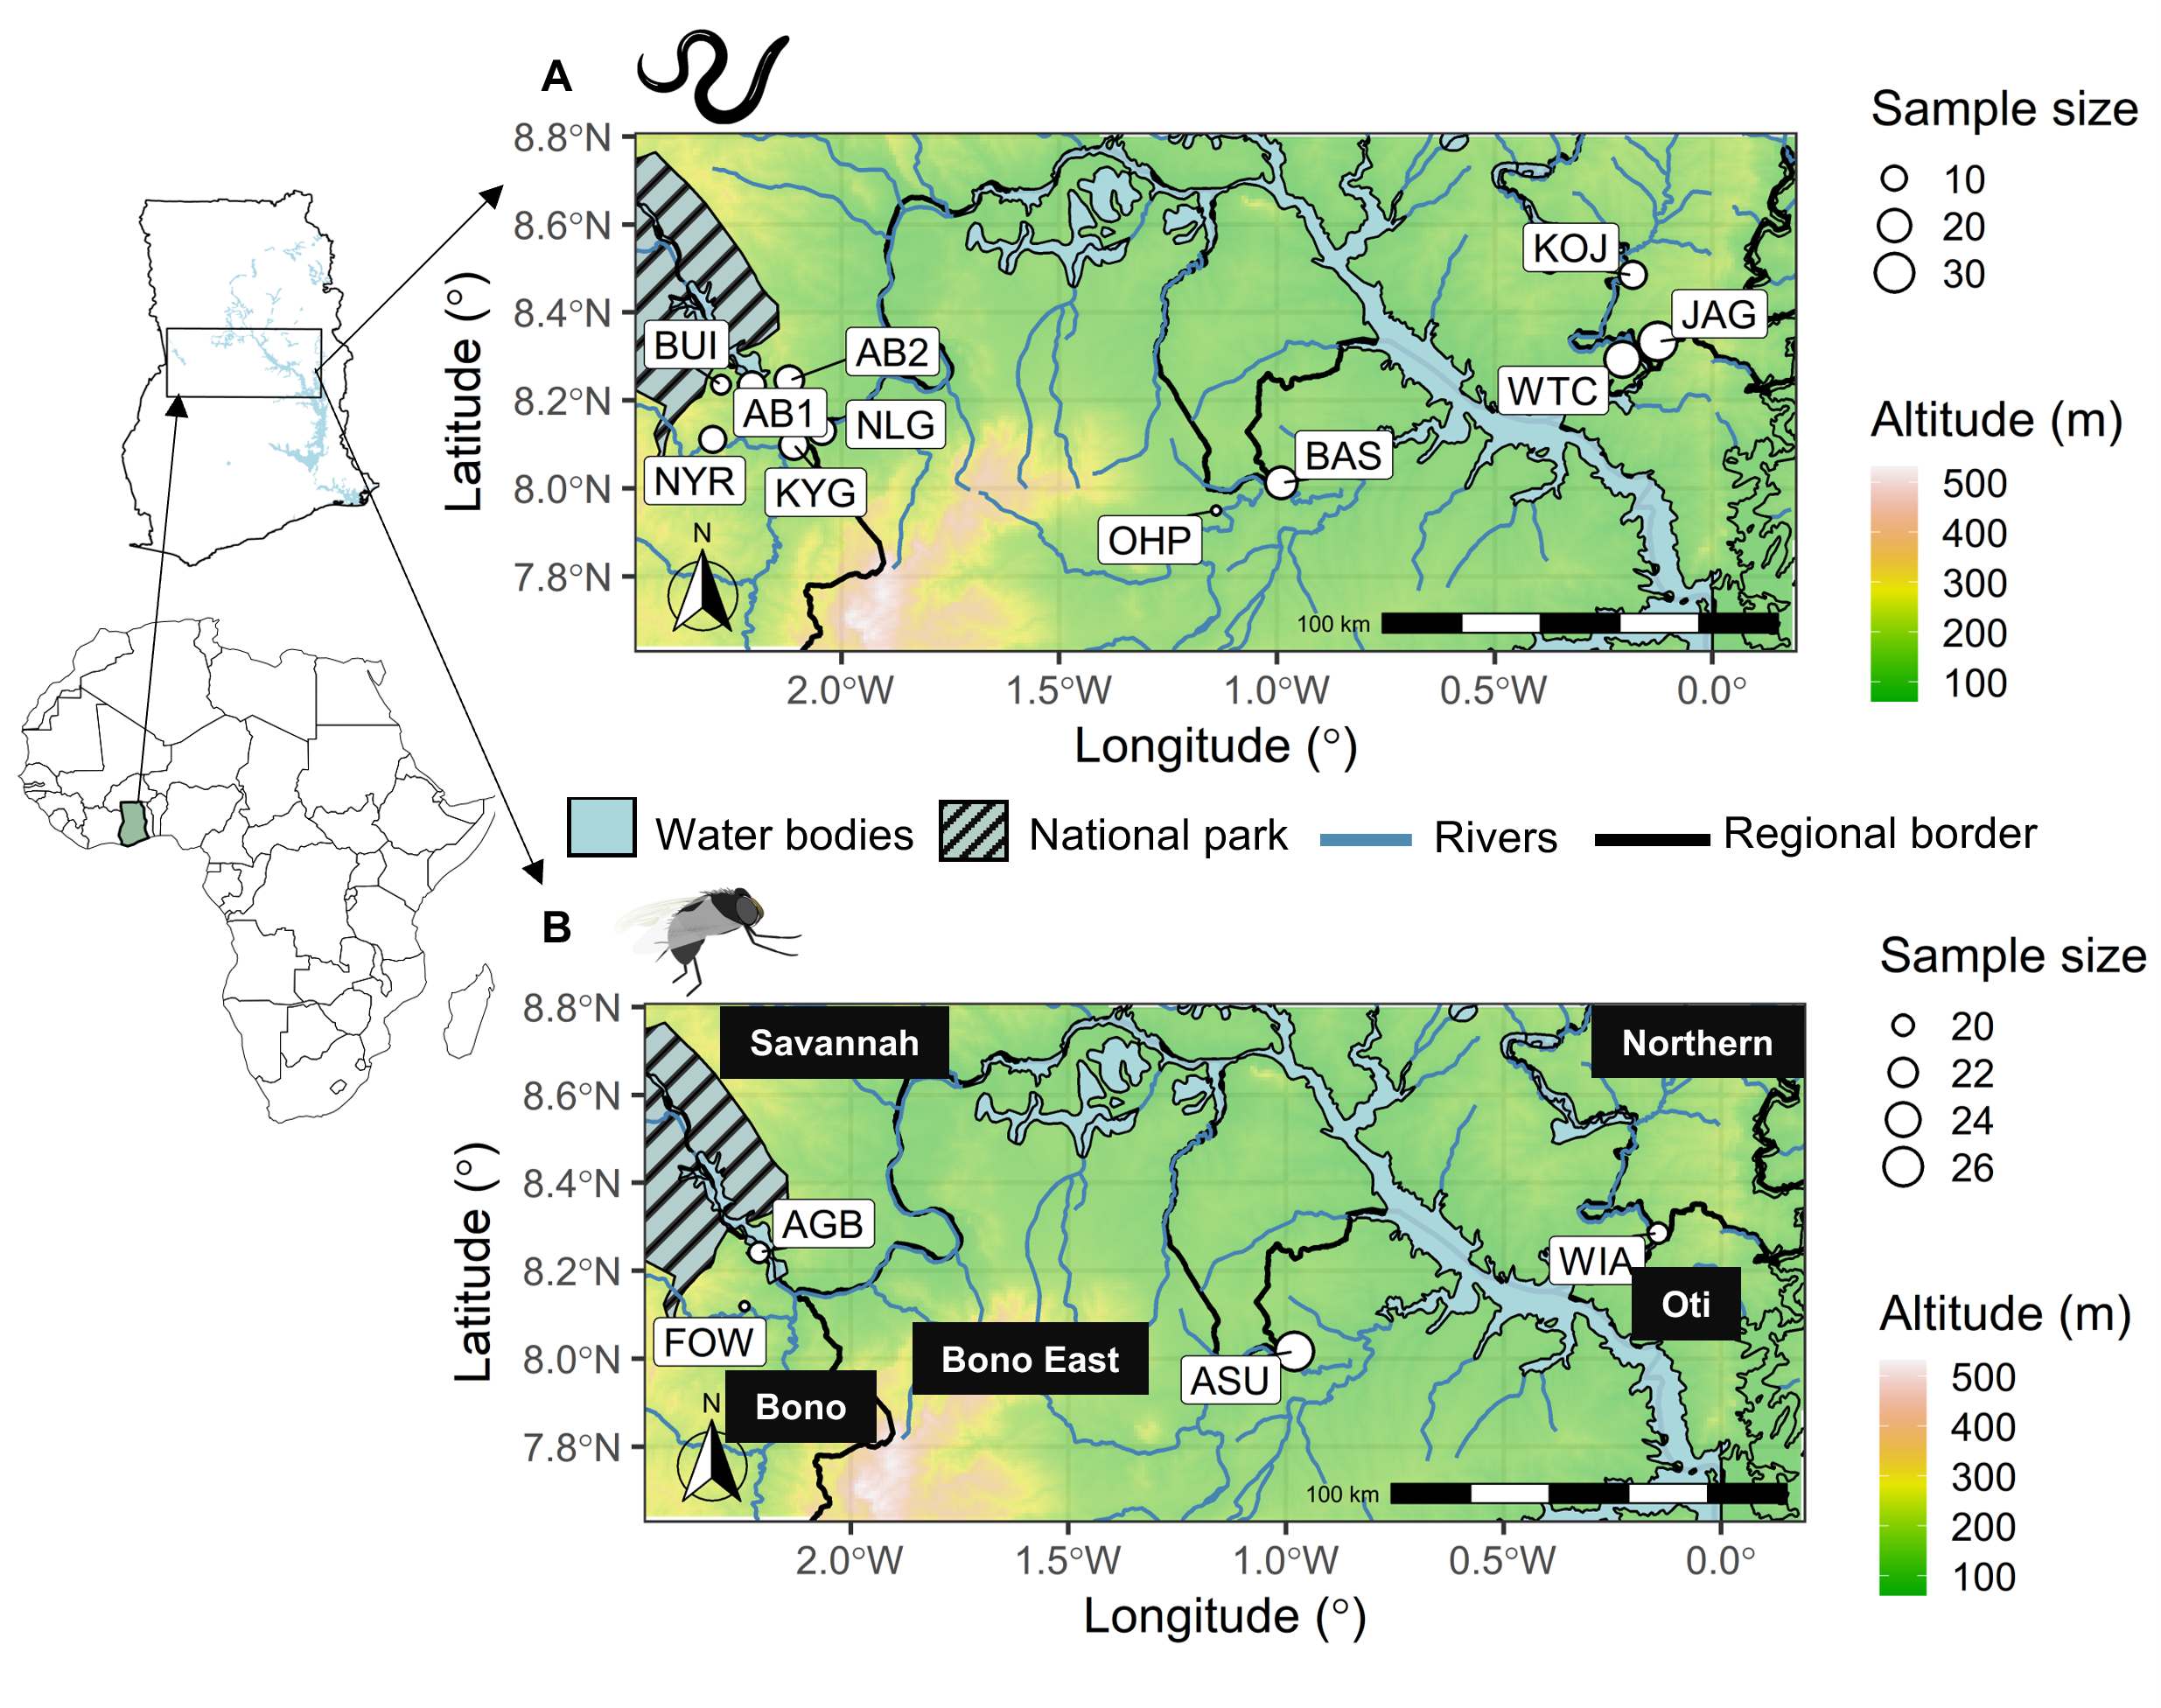 A
Sample size
10
20
30
Altitude (m)
500
400
300
200
100
8.8°N
8.6°N
8.4°N
8.2°N
8.0°N
7.8°N
Latitude (°)
KOJ
JAG
BUI
AB2
WTC
AB1
NLG
BAS
NYR
KYG
OHP
N
100 km
2.0°W
1.5°W
1.0°W
0.5°W
0.0°
Longitude (°)
Water bodies
National park
Rivers
Regional border
B
Sample size
20
22
24
26
Altitude (m)
500
400
300
200
100
8.8°N
8.6°N
8.4°N
8.2°N
8.0°N
7.8°N
Latitude (°)
Savannah
Northern
AGB
WIA
Oti
FOW
Bono East
ASU
Bono
N
100 km
2.0°W
1.5°W
1.0°W
0.5°W
0.0°
Longitude (°)